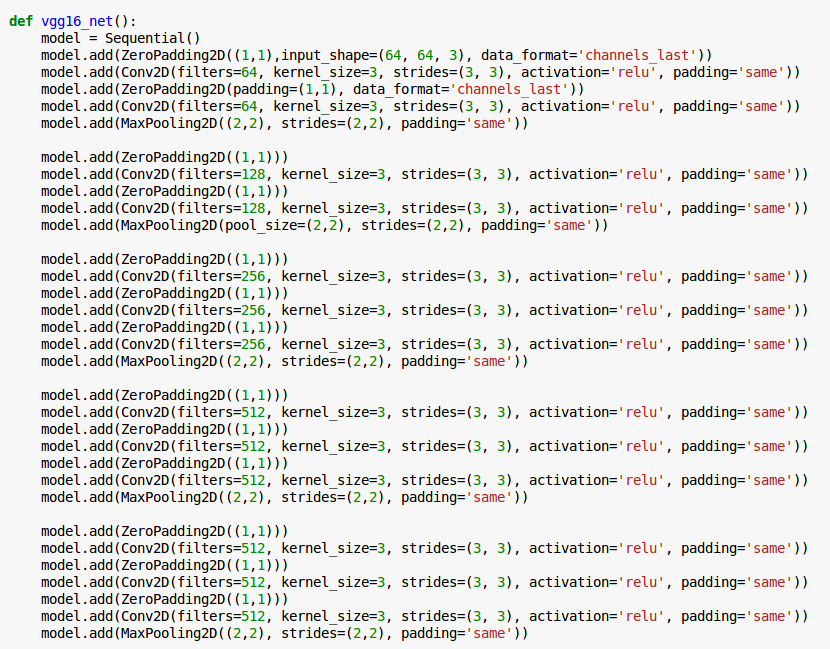 def vgg16_net():
    model = Sequential()
    model.add(ZeroPadding2D((1,1),input_shape=(64, 64, 3), data_format='channels_last'))
    model.add(Conv2D(filters=64, kernel_size=3, strides=(3, 3), activation='relu', padding='same'))
    model.add(ZeroPadding2D(padding=(1,1), data_format='channels_last'))
    model.add(Conv2D(filters=64, kernel_size=3, strides=(3, 3), activation='relu', padding='same'))
    model.add(MaxPooling2D((2,2), strides=(2,2), padding='same'))

    model.add(ZeroPadding2D((1,1)))
    model.add(Conv2D(filters=128, kernel_size=3, strides=(3, 3), activation='relu', padding='same'))
    model.add(ZeroPadding2D((1,1)))
    model.add(Conv2D(filters=128, kernel_size=3, strides=(3, 3), activation='relu', padding='same'))
    model.add(MaxPooling2D(pool_size=(2,2), strides=(2,2), padding='same'))

    model.add(ZeroPadding2D((1,1)))
    model.add(Conv2D(filters=256, kernel_size=3, strides=(3, 3), activation='relu', padding='same'))
    model.add(ZeroPadding2D((1,1)))
    model.add(Conv2D(filters=256, kernel_size=3, strides=(3, 3), activation='relu', padding='same'))
    model.add(ZeroPadding2D((1,1)))
    model.add(Conv2D(filters=256, kernel_size=3, strides=(3, 3), activation='relu', padding='same'))
    model.add(MaxPooling2D((2,2), strides=(2,2), padding='same'))

    model.add(ZeroPadding2D((1,1)))
    model.add(Conv2D(filters=512, kernel_size=3, strides=(3, 3), activation='relu', padding='same'))
    model.add(ZeroPadding2D((1,1)))
    model.add(Conv2D(filters=512, kernel_size=3, strides=(3, 3), activation='relu', padding='same'))
    model.add(ZeroPadding2D((1,1)))
    model.add(Conv2D(filters=512, kernel_size=3, strides=(3, 3), activation='relu', padding='same'))
    model.add(MaxPooling2D((2,2), strides=(2,2), padding='same'))

    model.add(ZeroPadding2D((1,1)))
    model.add(Conv2D(filters=512, kernel_size=3, strides=(3, 3), activation='relu', padding='same'))
    model.add(ZeroPadding2D((1,1)))
    model.add(Conv2D(filters=512, kernel_size=3, strides=(3, 3), activation='relu', padding='same'))
    model.add(ZeroPadding2D((1,1)))
    model.add(Conv2D(filters=512, kernel_size=3, strides=(3, 3), activation='relu', padding='same'))
    model.add(MaxPooling2D((2,2), strides=(2,2), padding='same'))